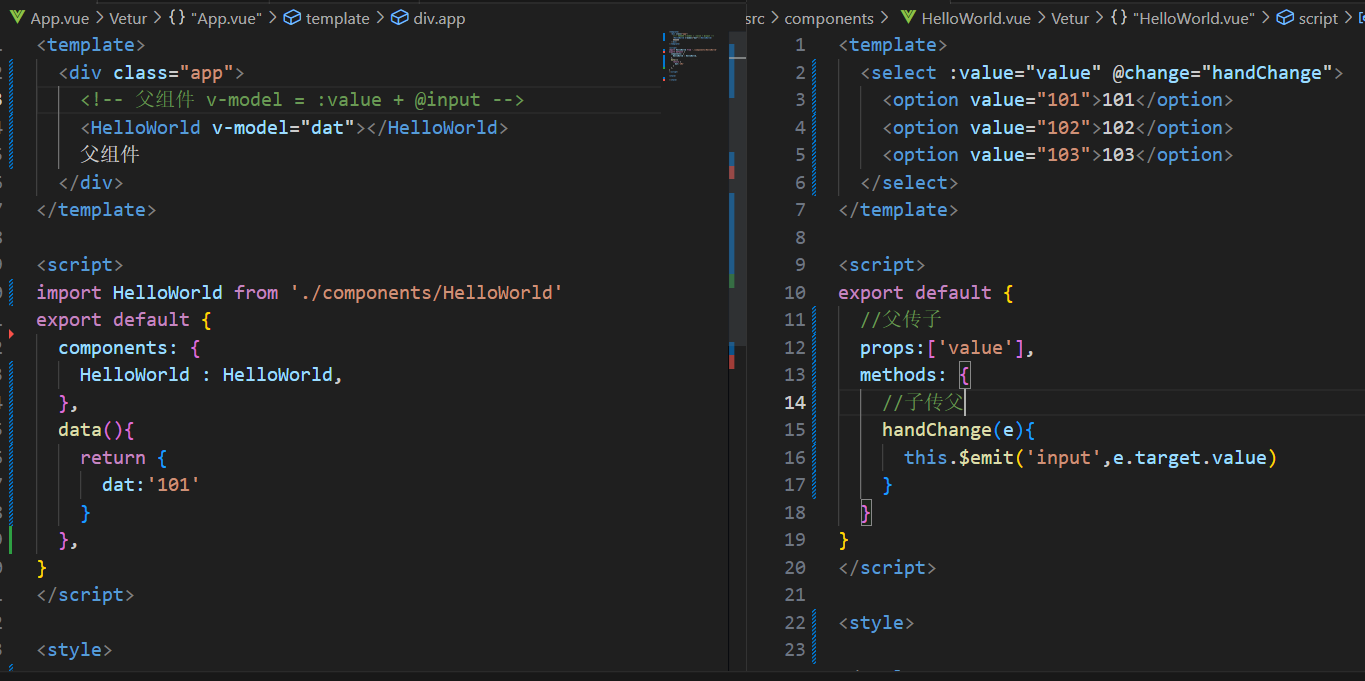 App.vue > Vetur > {} "App.vue" > template > div.app
<template>
<div class="app">
<!-- 父组件 v-model = :value + @input -->
<HelloWorld v-model="dat"></HelloWorld>
父组件
</div>
</template>
<script>
import HelloWorld from './components/HelloWorld'
export default {
components: {
HelloWorld : HelloWorld,
},
data(){
return {
dat:'101'
}
},
}
</script>
<style>
src > components > HelloWorld.vue > Vetur > {} "HelloWorld.vue" > script >
1 <template>
2 <select :value="value" @change="handChange">
3 <option value="101">101</option>
4 <option value="102">102</option>
5 <option value="103">103</option>
6 </select>
7 </template>
8
9 <script>
10 export default {
11 //父传子
12 props:['value'],
13 methods: {
14 //子传父
15 handChange(e){
16 this.$emit('input',e.target.value)
17 }
18 }
19 }
20 </script>
21
22 <style>
23